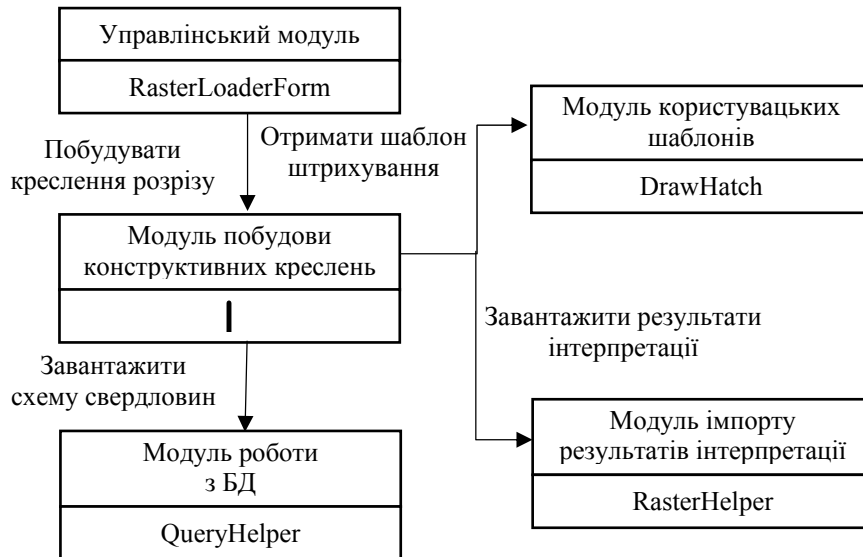 Управлінський модуль
RasterLoaderForm
Побудувати
креслення розрізу
Отримати шаблон
штрихування
Модуль користувацьких
шаблонів
DrawHatch
Модуль побудови
конструктивних креслень
Завантажити результати
інтерпретації
Завантажити
схему свердловин
Модуль роботи
з БД
QueryHelper
Модуль імпорту
результатів інтерпретації
RasterHelper